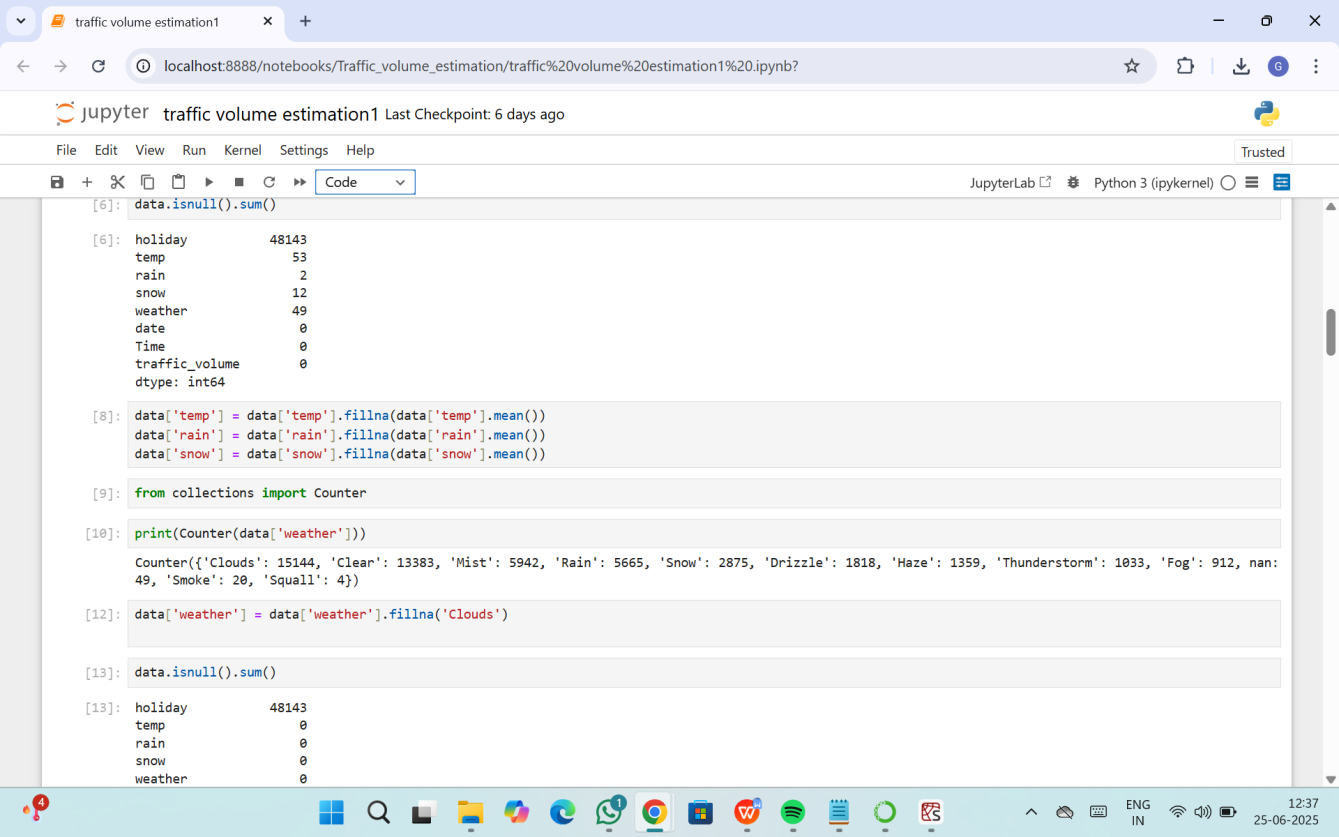 traffic volume estimation1
localhost:8888/notebooks/Traffic_volume_estimation/traffic%20volume%20estimation1%20.ipynb?
G
jupyter traffic volume estimation1 Last Checkpoint: 6 days ago
File Edit View Run Kernel Settings Help
Trusted
Code
JupyterLab Python 3 (ipykernel)
[6]: data.isnull().sum()
[6]: holiday 48143
temp 53
rain 2
snow 12
weather 49
date 0
Time 0
traffic_volume 0
dtype: int64
[8]: data['temp'] = data['temp'].fillna(data['temp'].mean())
data['rain'] = data['rain'].fillna(data['rain'].mean())
data['snow'] = data['snow'].fillna(data['snow'].mean())
[9]: from collections import Counter
[10]: print(Counter(data['weather']))
Counter({'Clouds': 15144, 'Clear': 13383, 'Mist': 5942, 'Rain': 5665, 'Snow': 2875, 'Drizzle': 1818, 'Haze': 1359, 'Thunderstorm': 1033, 'Fog': 912, nan:
49, 'Smoke': 20, 'Squall': 4})
[12]: data['weather'] = data['weather'].fillna('Clouds')
[13]: data.isnull().sum()
[13]: holiday 48143
temp 0
rain 0
snow 0
weather 0
4
1
W
ENG
IN
12:37
25-06-2025